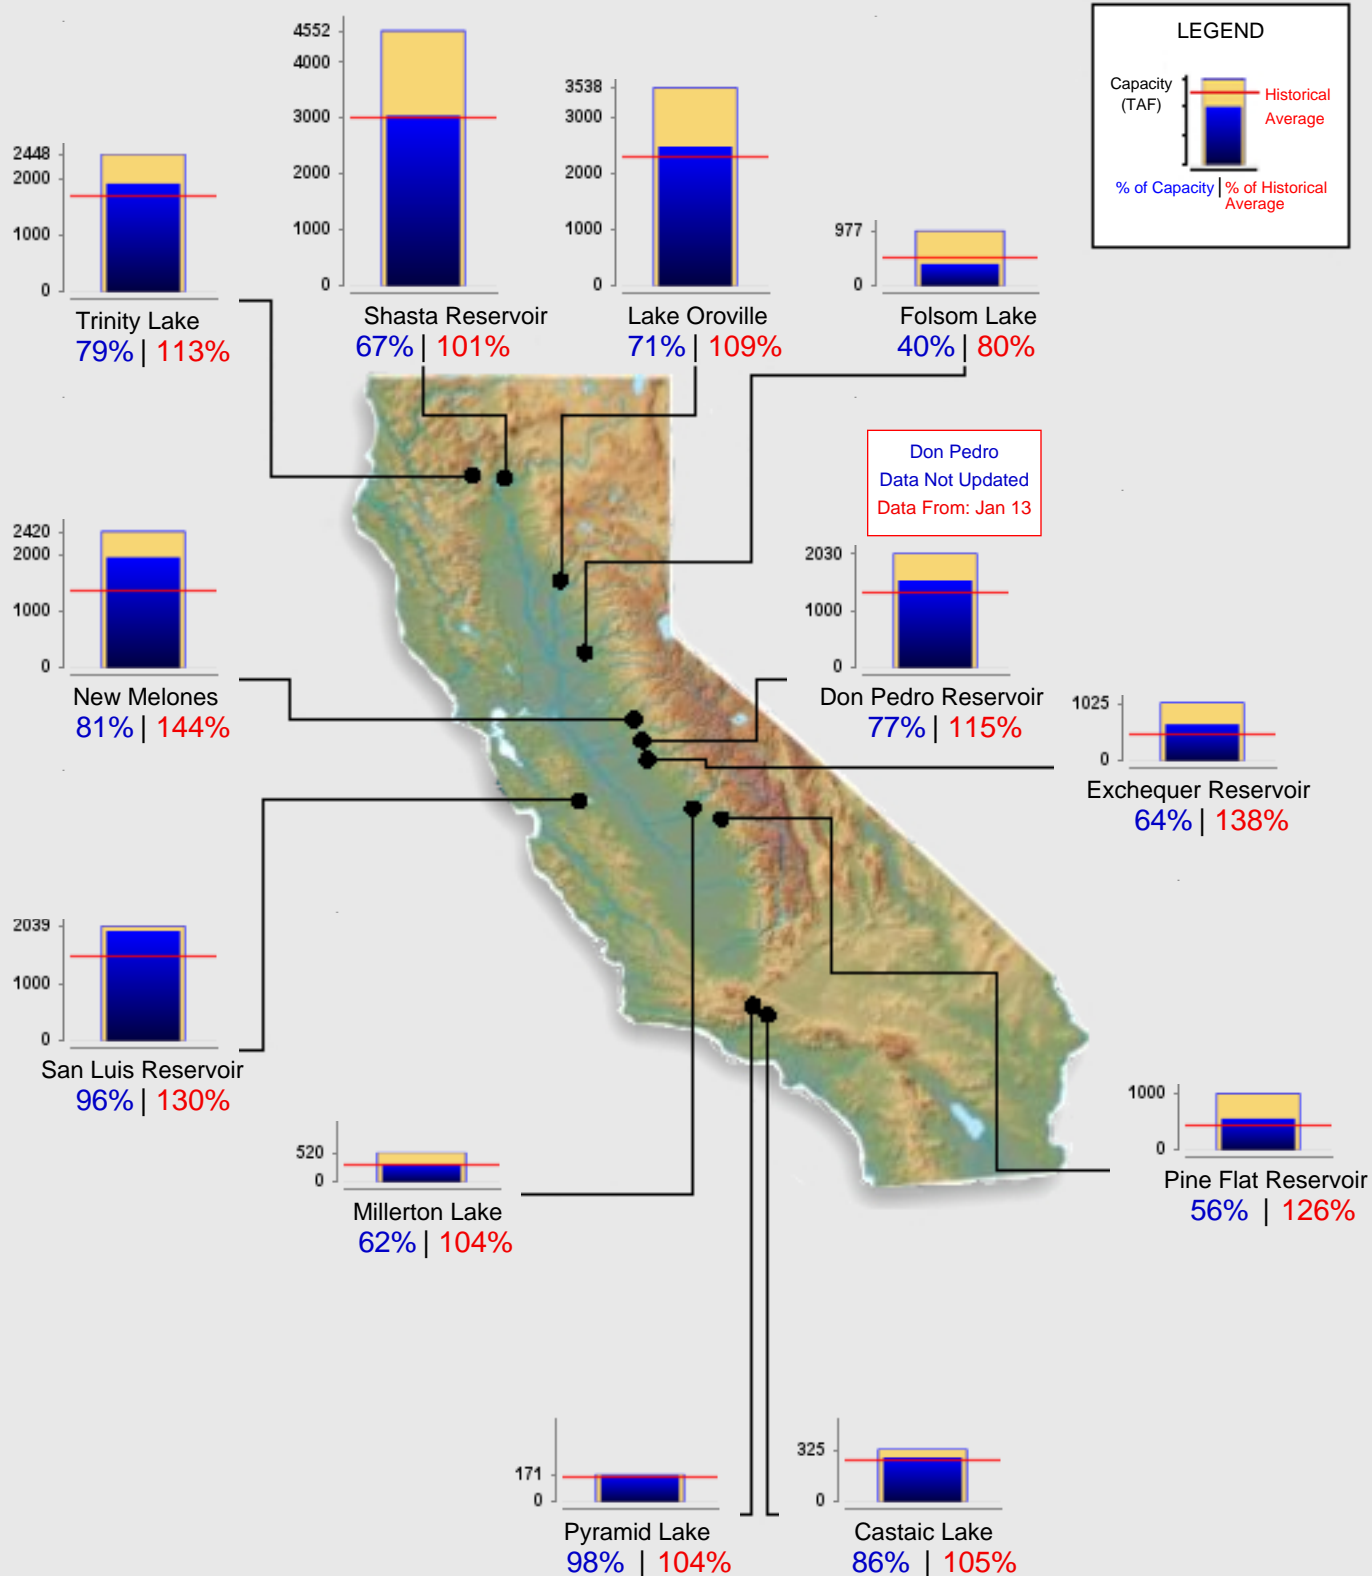 LEGEND
Capacity
(TAF)
Historical
Average
% of Capacity | % of Historical
Average
4552
4000
3000
2000
1000
0
Shasta Reservoir
67% | 101%
3538
3000
2000
1000
0
Lake Oroville
71% | 109%
2448
2000
1000
0
Trinity Lake
79% | 113%
977
0
Folsom Lake
40% | 80%
Don Pedro
Data Not Updated
Data From: Jan 13
2420
2000
1000
0
New Melones
81% | 144%
2030
1000
0
Don Pedro Reservoir
77% | 115%
1025
0
Exchequer Reservoir
64% | 138%
2039
1000
0
San Luis Reservoir
96% | 130%
520
0
Millerton Lake
62% | 104%
1000
0
Pine Flat Reservoir
56% | 126%
171
0
Pyramid Lake
98% | 104%
325
0
Castaic Lake
86% | 105%